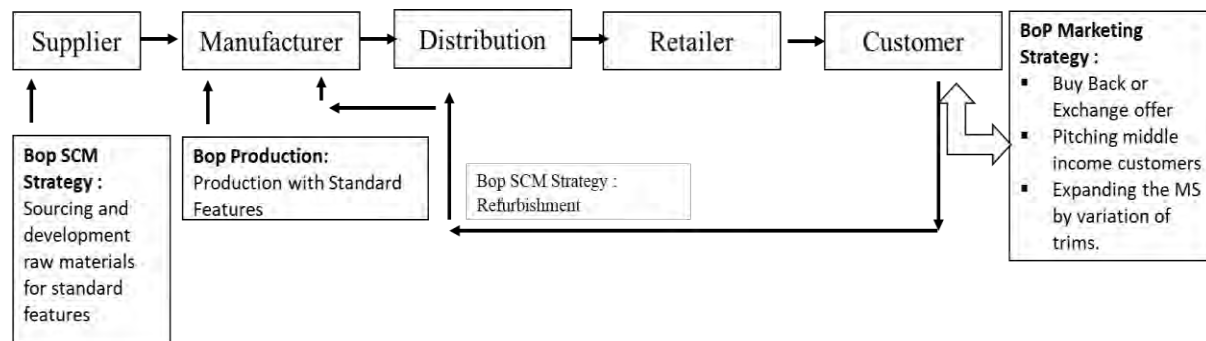 Supplier
Manufacturer
Distribution
Retailer
Customer
BoP Marketing
Strategy :
▪ Buy Back or
Exchange offer
▪ Pitching middle
income customers
▪ Expanding the MS
by variation of
trims.
Bop SCM
Strategy :
Sourcing and
development
raw materials
for standard
features
Bop Production:
Production with Standard
Features
Bop SCM Strategy :
Refurbishment